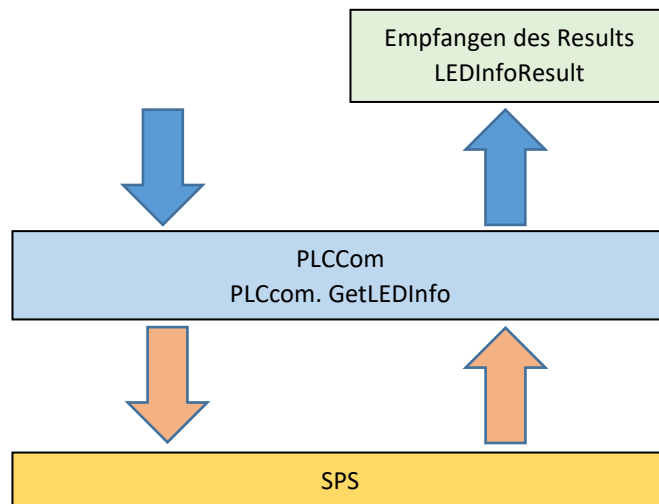 Empfangen des Results
LEDInfoResult
PLCCom
PLCcom. GetLEDInfo
SPS